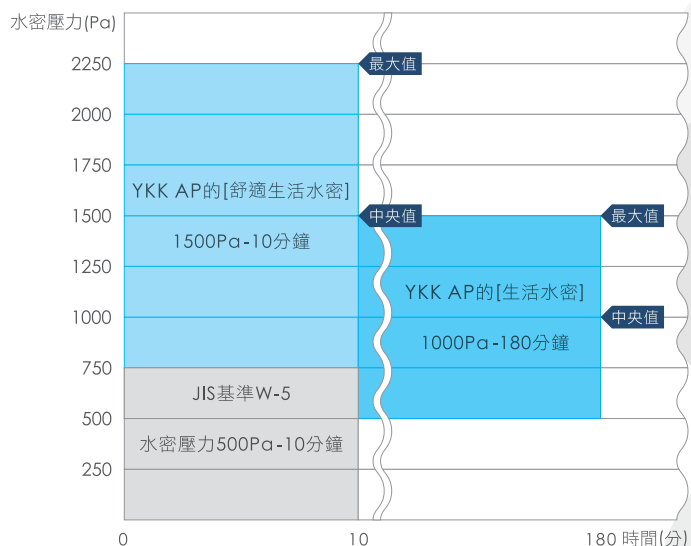 水密壓力(Pa)
2250
最大值
2000
1750
YKK AP的[舒適生活水密]
1500
中央值
最大值
1500Pa-10分鐘
1250
YKK AP的[生活水密]
1000
中央值
1000Pa-180分鐘
750
JIS基準W-5
500
水密壓力500Pa-10分鐘
250
0
10
180 時間(分)